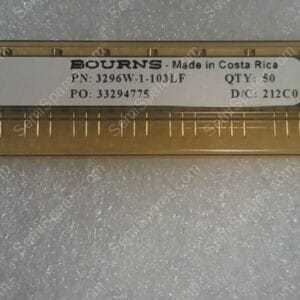 BOURNS - Made in Costa Rica
PN: 3296W-1-103LF QTY: 50
PO: 33294775 D/C: 212C0